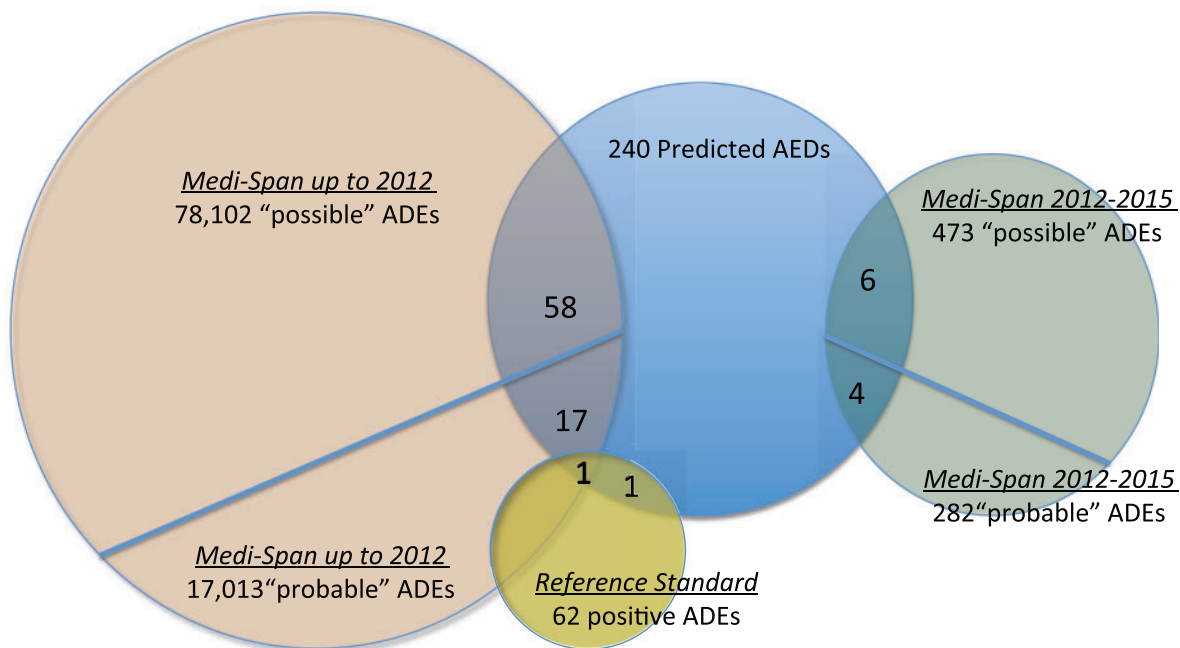 240 Predicted AEDs
Medi-Span up to 2012
78,102 “possible” ADEs
Medi-Span 2012-2015
473 “possible” ADEs
58
6
4
17
1
1
Medi-Span 2012-2015
282“probable” ADEs
Medi-Span up to 2012
17,013“probable” ADEs
Reference Standard
62 positive ADEs